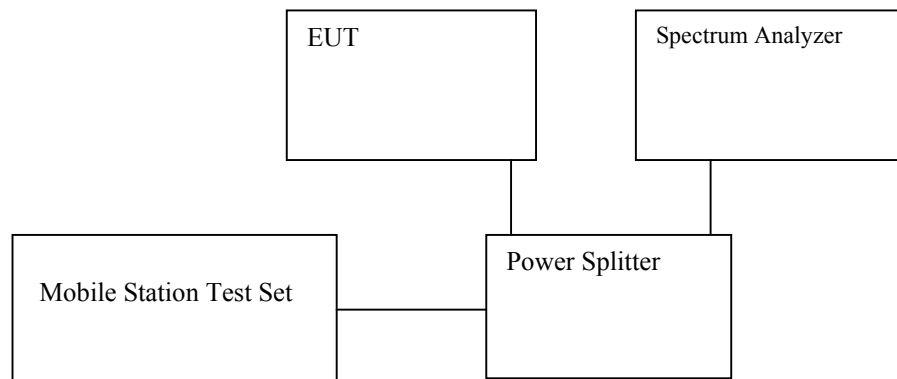 EUT
Spectrum Analyzer
Power Splitter
Mobile Station Test Set